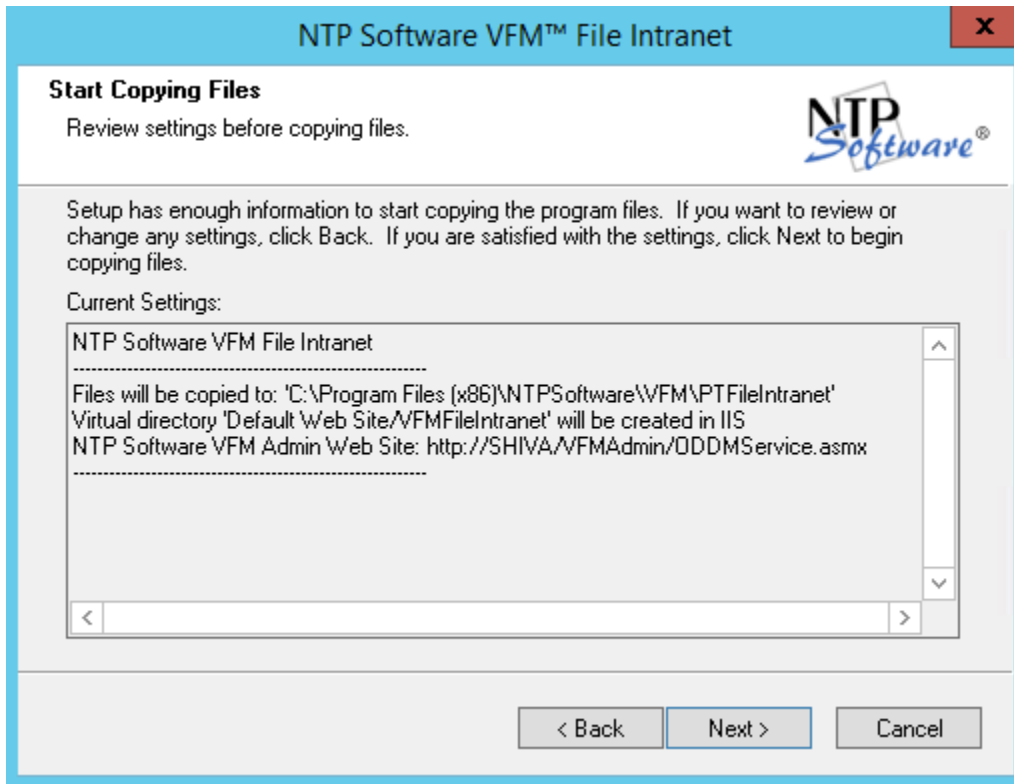 NTP Software VFM™ File Intranet
x
Start Copying Files
Review settings before copying files.
NTP
Software®
Setup has enough information to start copying the program files. If you want to review or
change any settings, click Back. If you are satisfied with the settings, click Next to begin
copying files.
Current Settings:
NTP Software VFM File Intranet
-----------------------------------------------------------
Files will be copied to: 'C:\Program Files (x86)\NTPSoftware\VFM\PTFileIntranet'
Virtual directory 'Default Web Site/VFMFileIntranet' will be created in IIS
NTP Software VFM Admin Web Site: http://SHIVA/VFMAdmin/ODDMService.asmx
-----------------------------------------------------------
< Back
Next >
Cancel